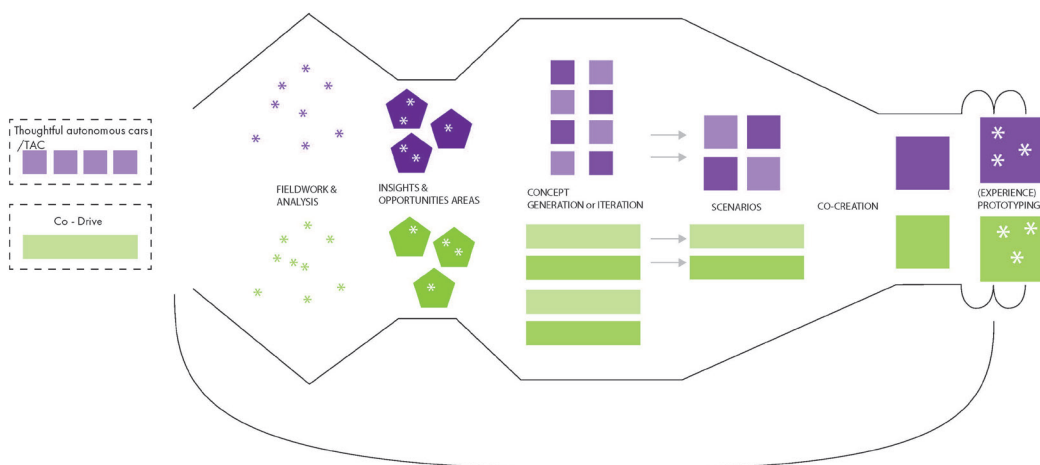 Thoughtful autonomous cars
/TAC
Co - Drive
FIELDWORK &
ANALYSIS
INSIGHTS &
OPPORTUNITIES AREAS
CONCEPT
GENERATION or ITERATION
SCENARIOS
CO-CREATION
(EXPERIENCE)
PROTOTYPING